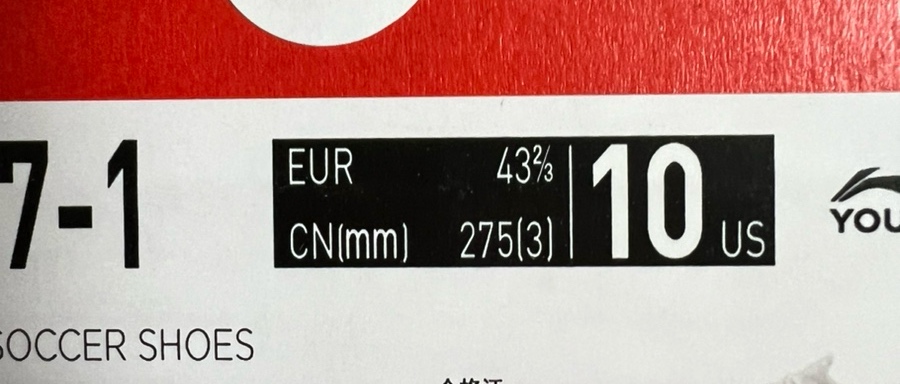 7-1
EUR 43⅔
CN(mm) 275(3)
10 US
YOU
SOCCER SHOES